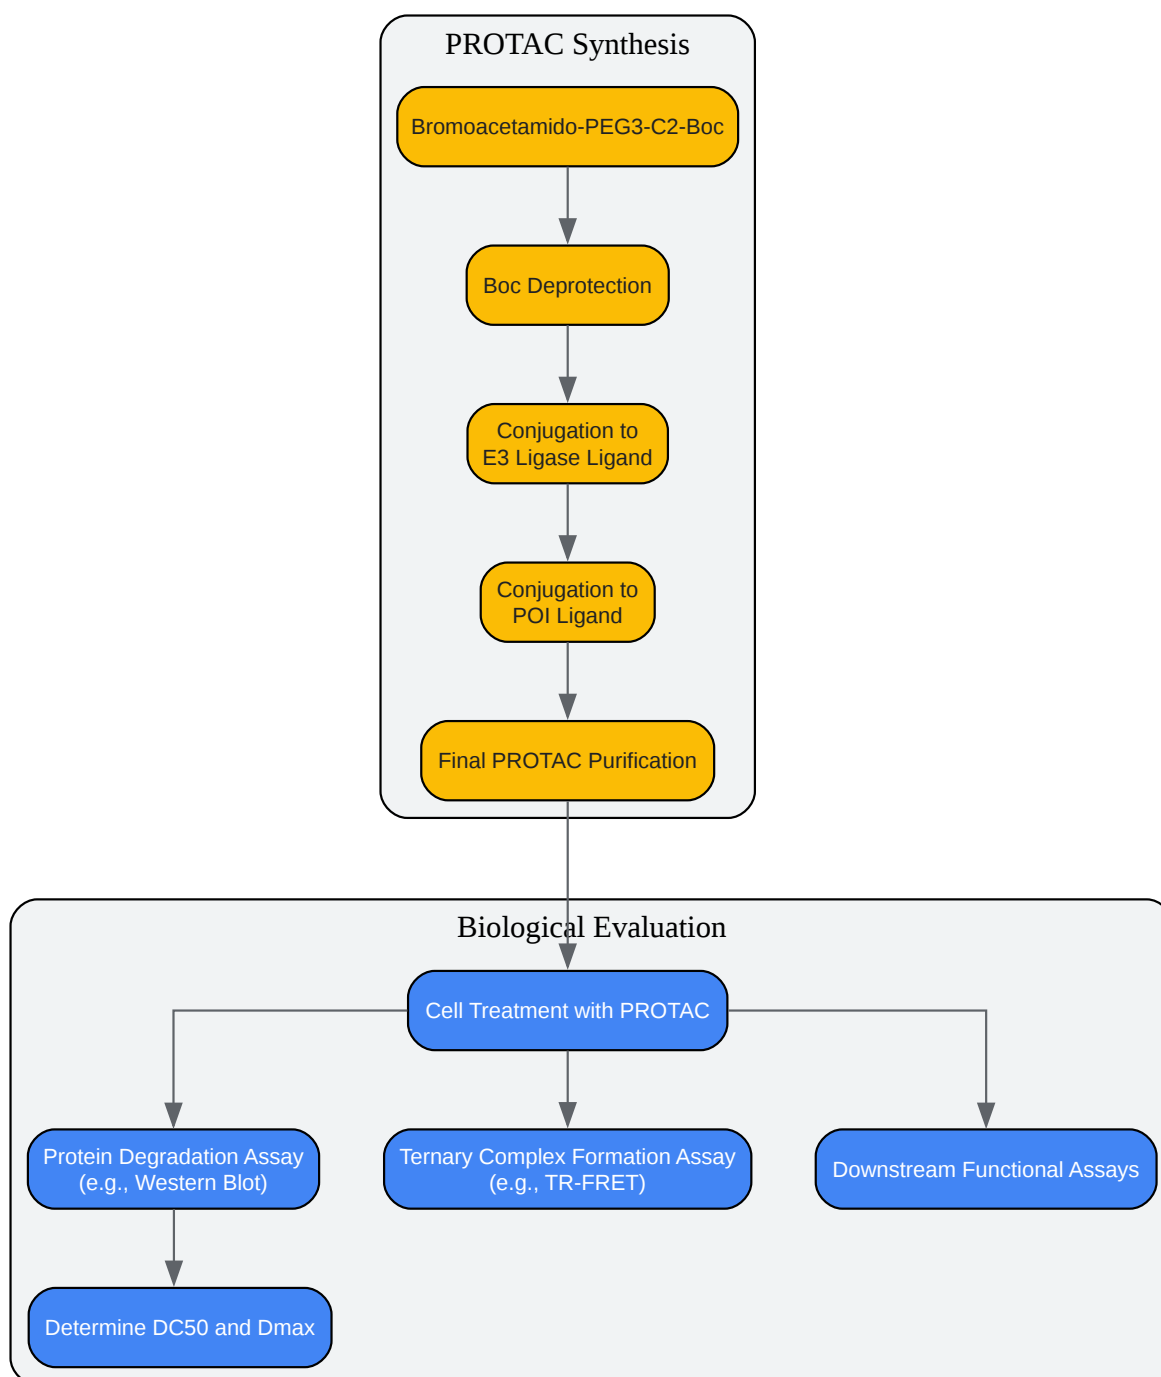 PROTAC Synthesis
Bromoacetamido-PEG3-C2-Boc
Boc Deprotection
Conjugation to
E3 Ligase Ligand
Conjugation to
POI Ligand
Final PROTAC Purification
Biological Evaluation
Cell Treatment with PROTAC
Protein Degradation Assay
(e.g., Western Blot)
Ternary Complex Formation Assay
(e.g., TR-FRET)
Downstream Functional Assays
Determine DC50 and Dmax